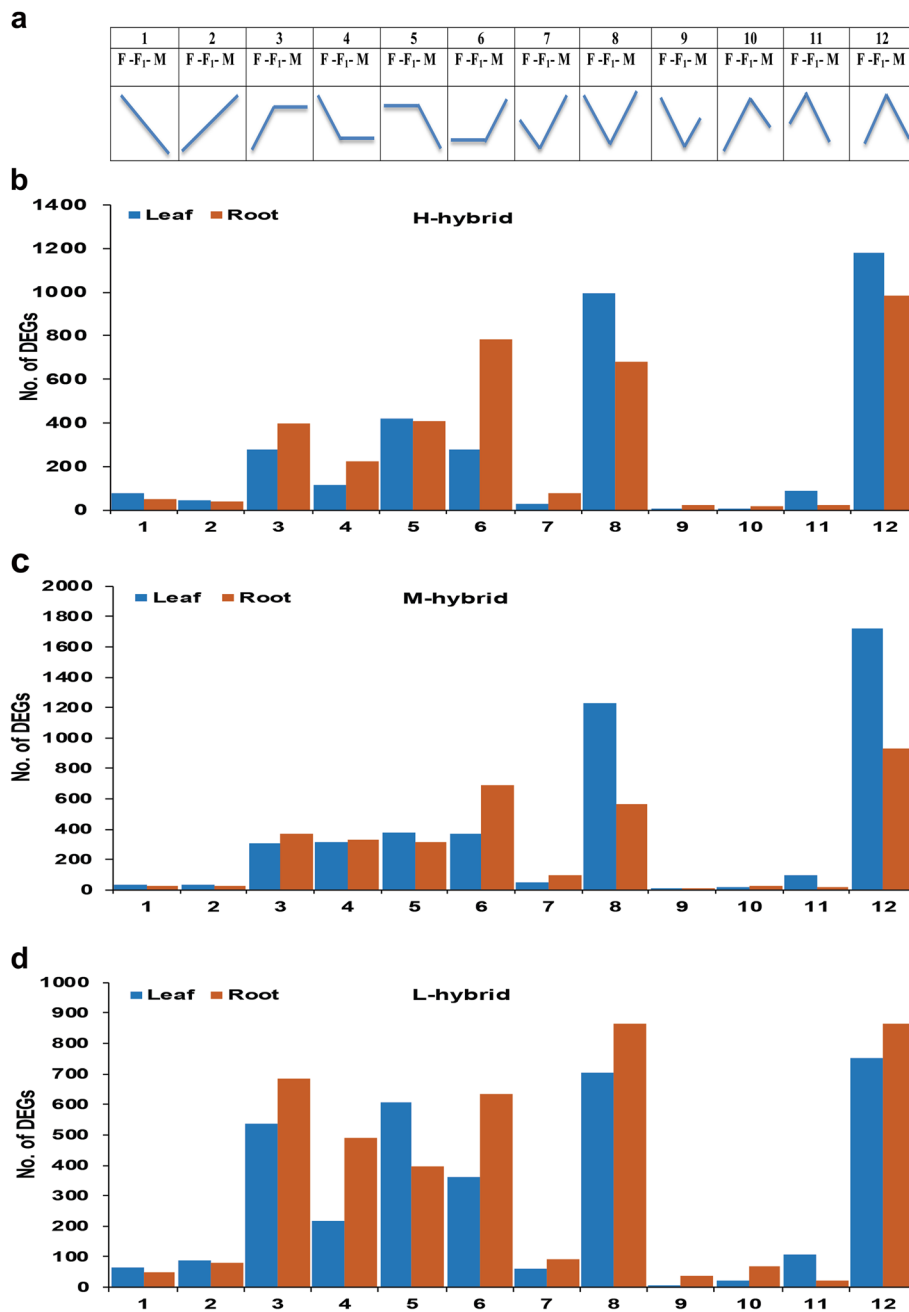 a
1 2 3 4 5 6 7 8 9 10 11 12
F -F₁- M F -F₁- M F -F₁- M F -F₁- M F -F₁- M F -F₁- M F -F₁- M F -F₁- M F -F₁- M F -F₁- M F -F₁- M F -F₁- M
b
Leaf Root H-hybrid
No. of DEGs
1400
1200
1000
800
600
400
200
0
1 2 3 4 5 6 7 8 9 10 11 12
c
Leaf Root M-hybrid
No. of DEGs
2000
1800
1600
1400
1200
1000
800
600
400
200
0
1 2 3 4 5 6 7 8 9 10 11 12
d
Leaf Root L-hybrid
No. of DEGs
1000
900
800
700
600
500
400
300
200
100
0
1 2 3 4 5 6 7 8 9 10 11 12